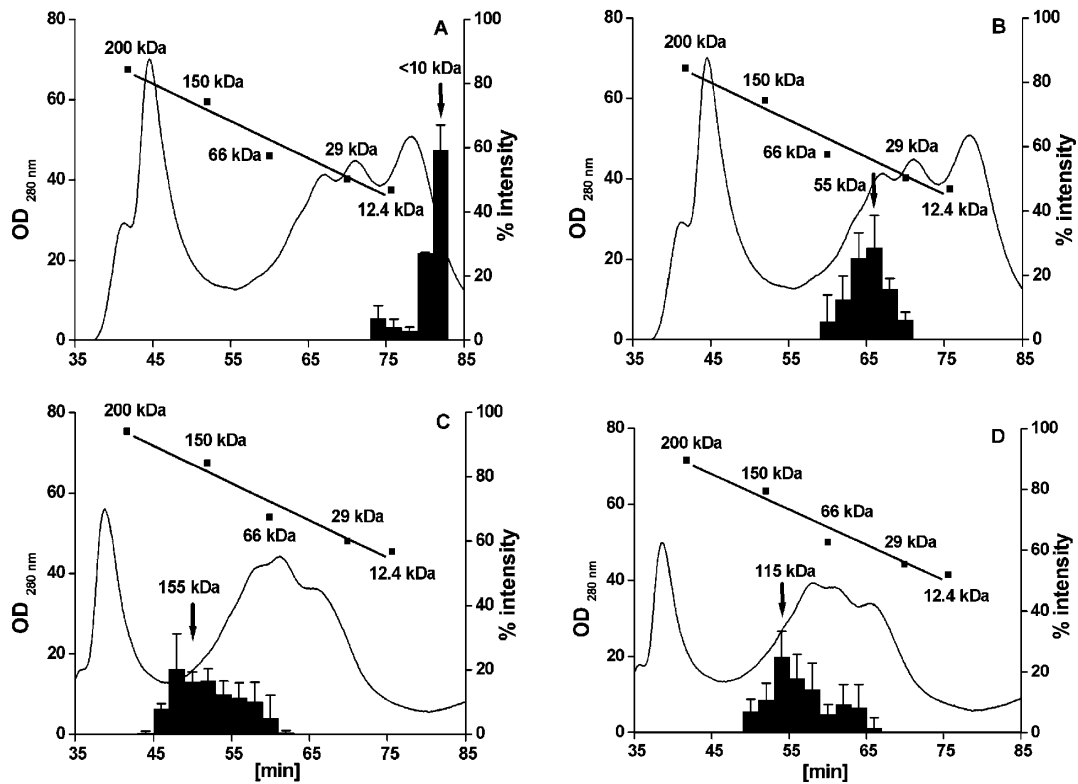 A
80
60
40
20
0
OD 280 nm
100
80
60
40
20
0
% intensity
200 kDa
150 kDa
<10 kDa
66 kDa
29 kDa
12.4 kDa
35 45 55 65 75 85
B
80
60
40
20
0
OD 280 nm
100
80
60
40
20
0
% intensity
200 kDa
150 kDa
66 kDa
29 kDa
55 kDa
12.4 kDa
35 45 55 65 75 85
C
80
60
40
20
0
OD 280 nm
100
80
60
40
20
0
% intensity
200 kDa
150 kDa
29 kDa
66 kDa
12.4 kDa
155 kDa
35 45 55 65 75 85
[min]
D
80
60
40
20
0
OD 280 nm
100
80
60
40
20
0
% intensity
200 kDa
150 kDa
66 kDa
29 kDa
115 kDa
12.4 kDa
35 45 55 65 75 85
[min]